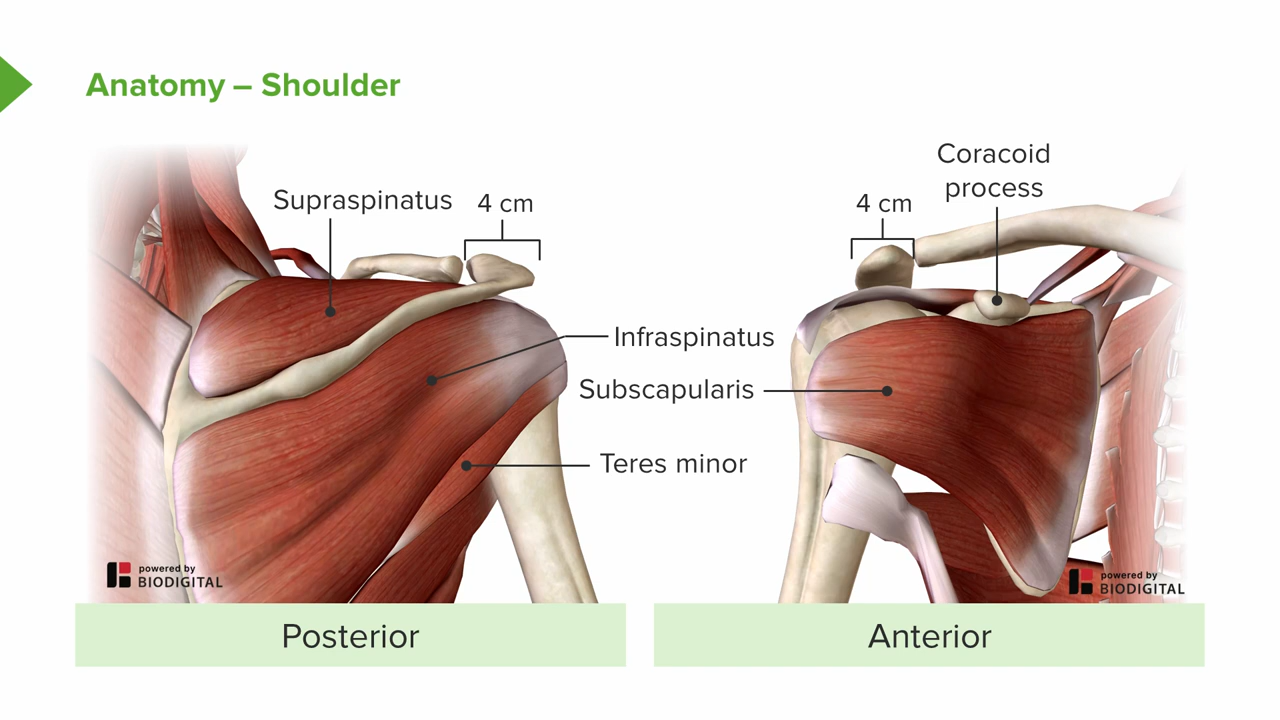 Anatomy – Shoulder
Supraspinatus
4 cm
Infraspinatus
Subscapularis
Teres minor
4 cm
Coracoid
process
powered by
BIODIGITAL
powered by
BIODIGITAL
Posterior
Anterior